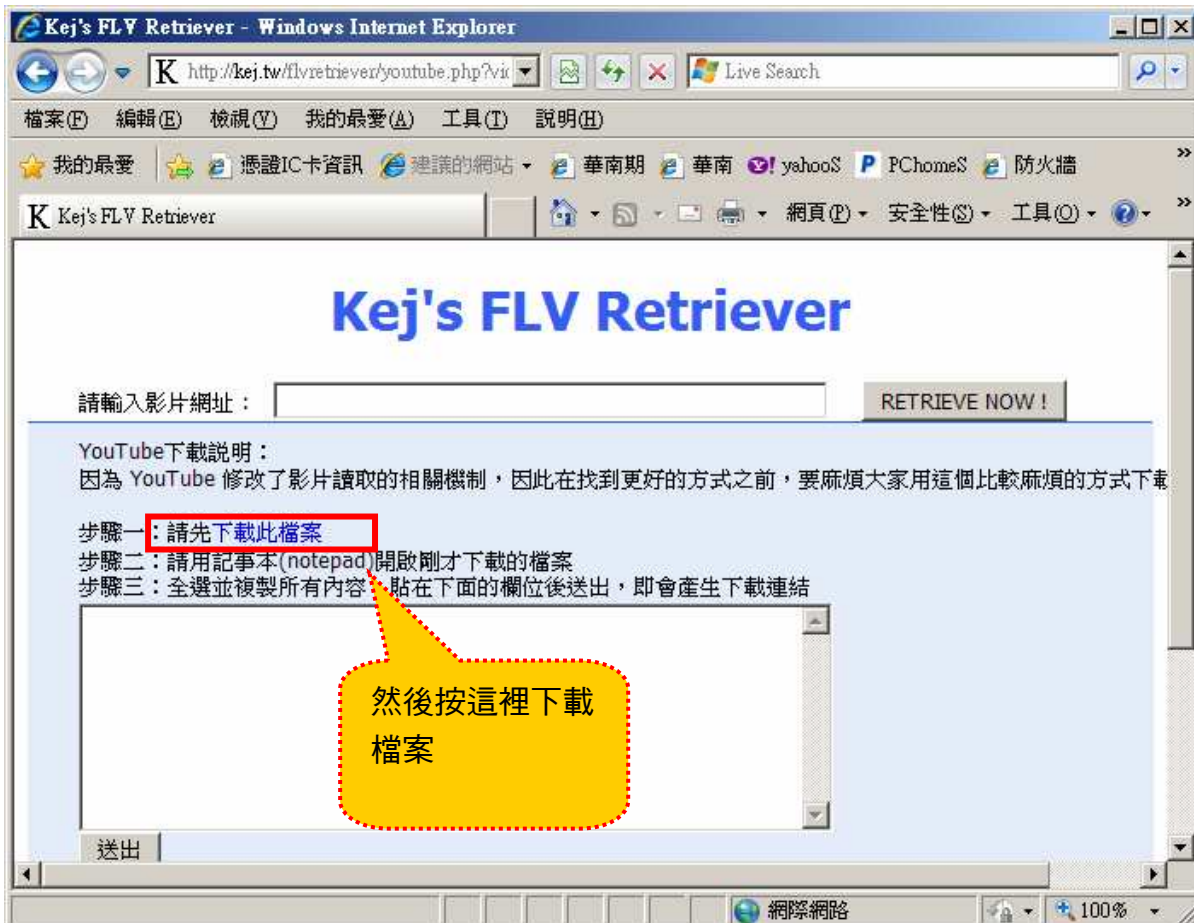 Kej's FLV Retriever - Windows Internet Explorer
K http://kej.tw/flvretriever/youtube.php?vic Live Search
檔案(F) 編輯(E) 檢視(V) 我的最愛(A) 工具(T) 說明(H)
我的最愛 憑證IC卡資訊 建議的網站 華南期 華南 yahooS PChomeS 防火牆 »
K Kej's FLV Retriever 網頁(P) 安全性(S) 工具(O) »
Kej's FLV Retriever
請輸入影片網址： RETRIEVE NOW !
YouTube下載說明：
因為 YouTube 修改了影片讀取的相關機制，因此在找到更好的方式之前，要麻煩大家用這個比較麻煩的方式下載
步驟一：請先下載此檔案
步驟二：請用記事本(notepad)開啟剛才下載的檔案
步驟三：全選並複製所有內容，貼在下面的欄位後送出，即會產生下載連結
然後按這裡下載
檔案
送出
網際網路 100%